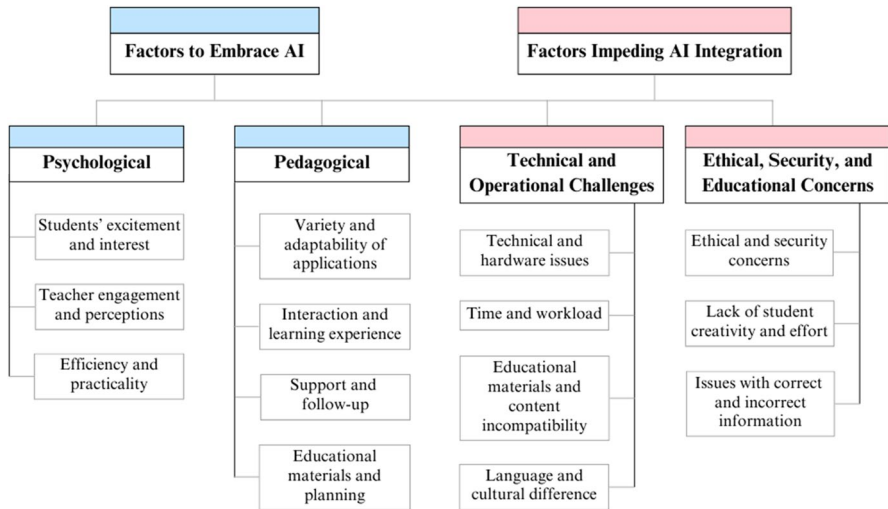 Factors to Embrace AI
Factors Impeding AI Integration
Psychological
Students’ excitement
and interest
Teacher engagement
and perceptions
Efficiency and
practicality
Pedagogical
Variety and
adaptability of
applications
Interaction and
learning experience
Support and
follow-up
Educational
materials and
planning
Technical and
Operational Challenges
Technical and
hardware issues
Time and workload
Educational
materials and
content
incompatibility
Language and
cultural difference
Ethical, Security, and
Educational Concerns
Ethical and security
concerns
Lack of student
creativity and effort
Issues with correct
and incorrect
information